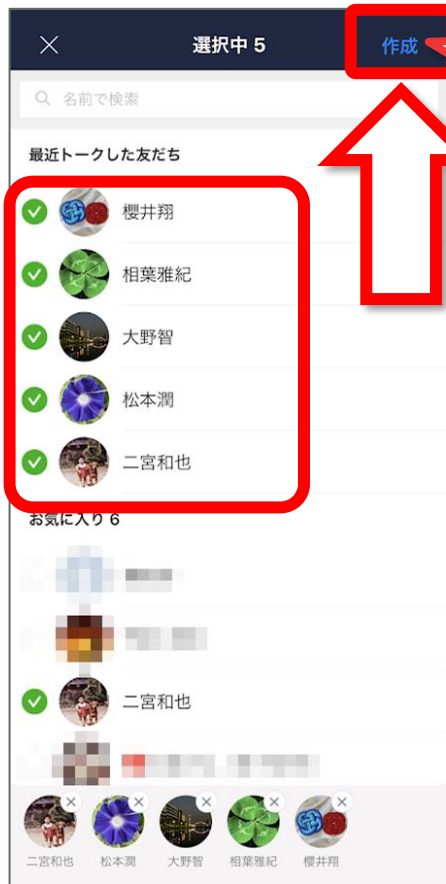 選択中 5
作成
名前で検索
最近トークした友だち
櫻井翔
相葉雅紀
大野智
松本潤
二宮和也
お気に入り 6
二宮和也
二宮和也
松本潤
大野智
相葉雅紀
櫻井翔